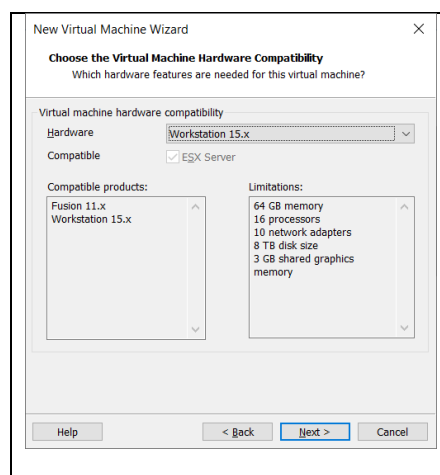 New Virtual Machine Wizard
Choose the Virtual Machine Hardware Compatibility
Which hardware features are needed for this virtual machine?
Virtual machine hardware compatibility
Hardware
Workstation 15.x
Compatible
ESX Server
Compatible products:
Fusion 11.x
Workstation 15.x
Limitations:
64 GB memory
16 processors
10 network adapters
8 TB disk size
3 GB shared graphics
memory
Help
< Back
Next >
Cancel